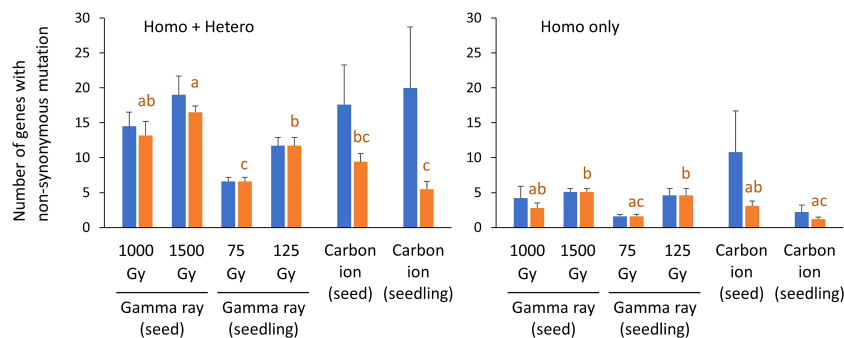 Number of genes with
non-synonymous mutation
Homo + Hetero
30
25
20
15
10
5
0
ab
a
c
b
bc
c
1000
Gy
1500
Gy
75
Gy
125
Gy
Carbon
ion
(seed)
Carbon
ion
(seedling)
Gamma ray
(seed)
Gamma ray
(seedling)
Homo only
30
25
20
15
10
5
0
ab
b
ac
b
ab
ac
1000
Gy
1500
Gy
75
Gy
125
Gy
Carbon
ion
(seed)
Carbon
ion
(seedling)
Gamma ray
(seed)
Gamma ray
(seedling)